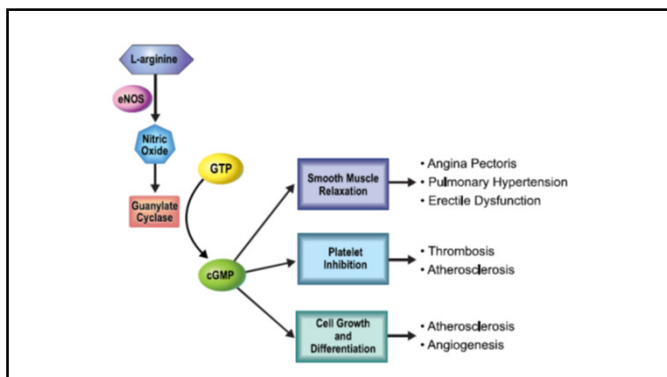 L-arginine
eNOS
Nitric
Oxide
GTP
Guanylate
Cyclase
cGMP
Smooth Muscle
Relaxation
• Angina Pectoris
• Pulmonary Hypertension
• Erectile Dysfunction
Platelet
Inhibition
• Thrombosis
• Atherosclerosis
Cell Growth
and
Differentiation
• Atherosclerosis
• Angiogenesis